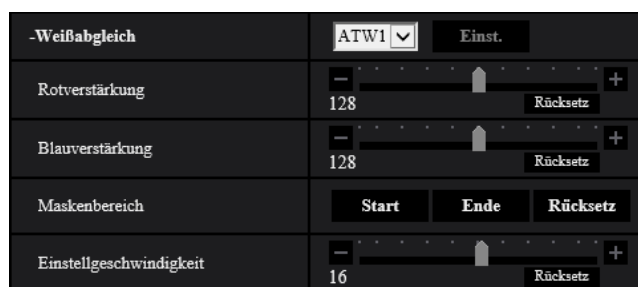 -Weißabgleich ATW1 Einst.
Rotverstärkung − +
128 Rücksetz
Blauverstärkung − +
128 Rücksetz
Maskenbereich Start Ende Rücksetz
Einstellgeschwindigkeit − +
16 Rücksetz